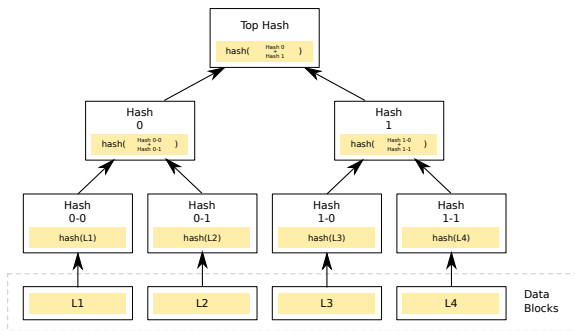 Top Hash
hash( Hash 0 + Hash 1 )
Hash 0
hash( Hash 0-0 + Hash 0-1 )
Hash 1
hash( Hash 1-0 + Hash 1-1 )
Hash 0-0
hash(L1)
Hash 0-1
hash(L2)
Hash 1-0
hash(L3)
Hash 1-1
hash(L4)
L1
L2
L3
L4
Data
Blocks